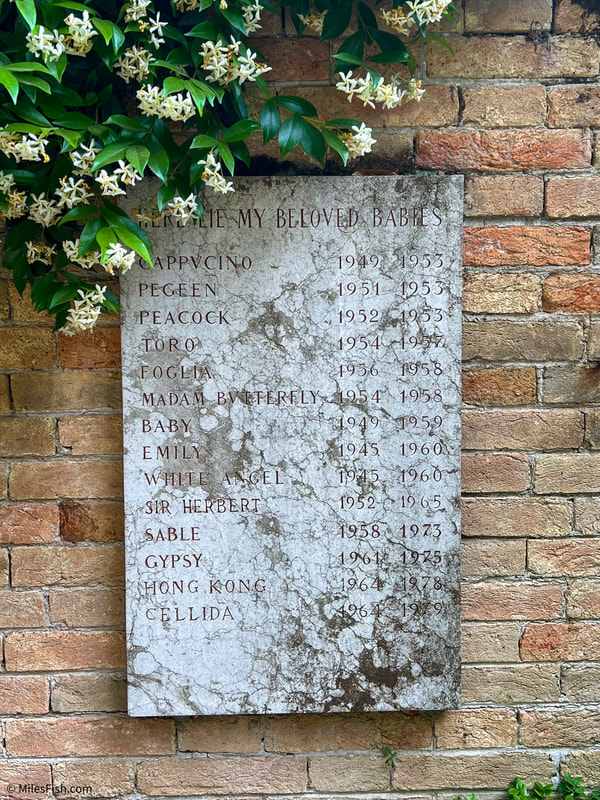 HERE LIE MY BELOVED BABIES
CAPPVCINO 1949 1953
PEGEEN 1951 1953
PEACOCK 1952 1953
TORO 1954 1957
FOGLIA 1956 1958
MADAM BVTTERFLY 1954 1958
BABY 1949 1959
EMILY 1945 1960
WHITE ANGEL 1945 1960
SIR HERBERT 1952 1965
SABLE 1958 1973
GYPSY 1961 1975
HONG KONG 1964 1978
CELLIDA 1964 1979
© MilesFish.com